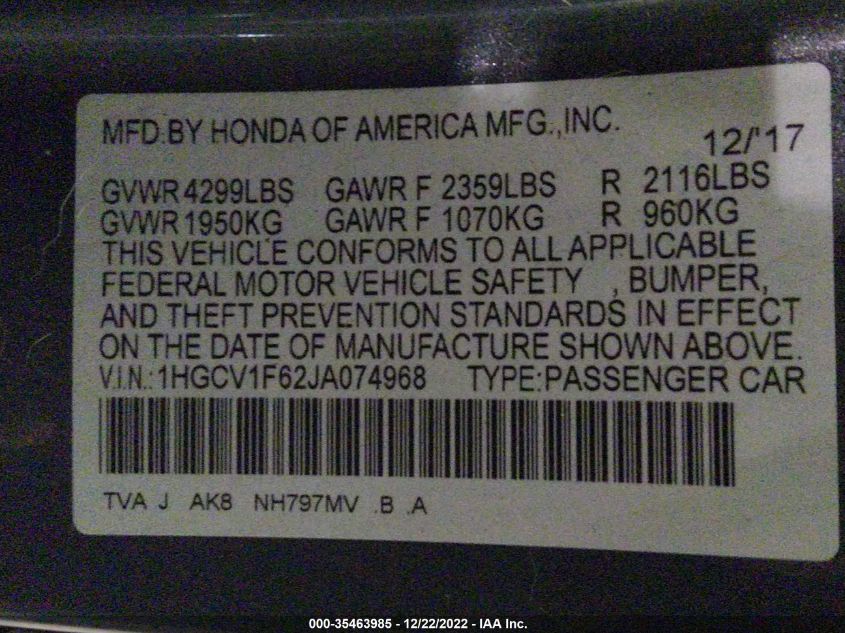 MFD.BY HONDA OF AMERICA MFG.,INC.
12/'17
GVWR 4299LBS GAWR F 2359LBS R 2116LBS
GVWR 1950KG GAWR F 1070KG R 960KG
THIS VEHICLE CONFORMS TO ALL APPLICABLE
FEDERAL MOTOR VEHICLE SAFETY , BUMPER,
AND THEFT PREVENTION STANDARDS IN EFFECT
ON THE DATE OF MANUFACTURE SHOWN ABOVE.
V.I.N.:1HGCV1F62JA074968 TYPE:PASSENGER CAR
TVA J AK8 NH797MV .B .A
000-35463985 - 12/22/2022 - IAA Inc.